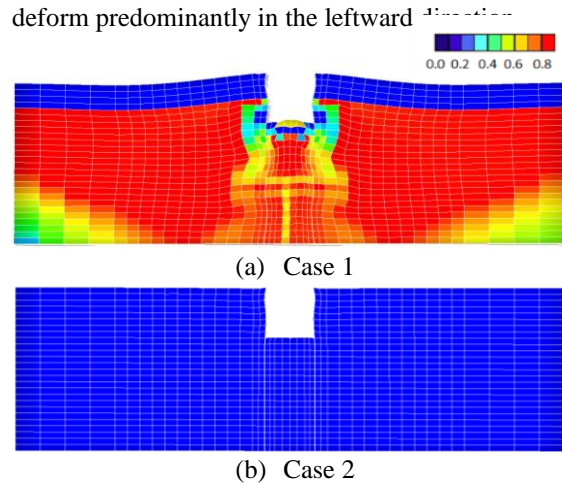 deform predominantly in the leftward direction
0.0 0.2 0.4 0.6 0.8
(a) Case 1
(b) Case 2